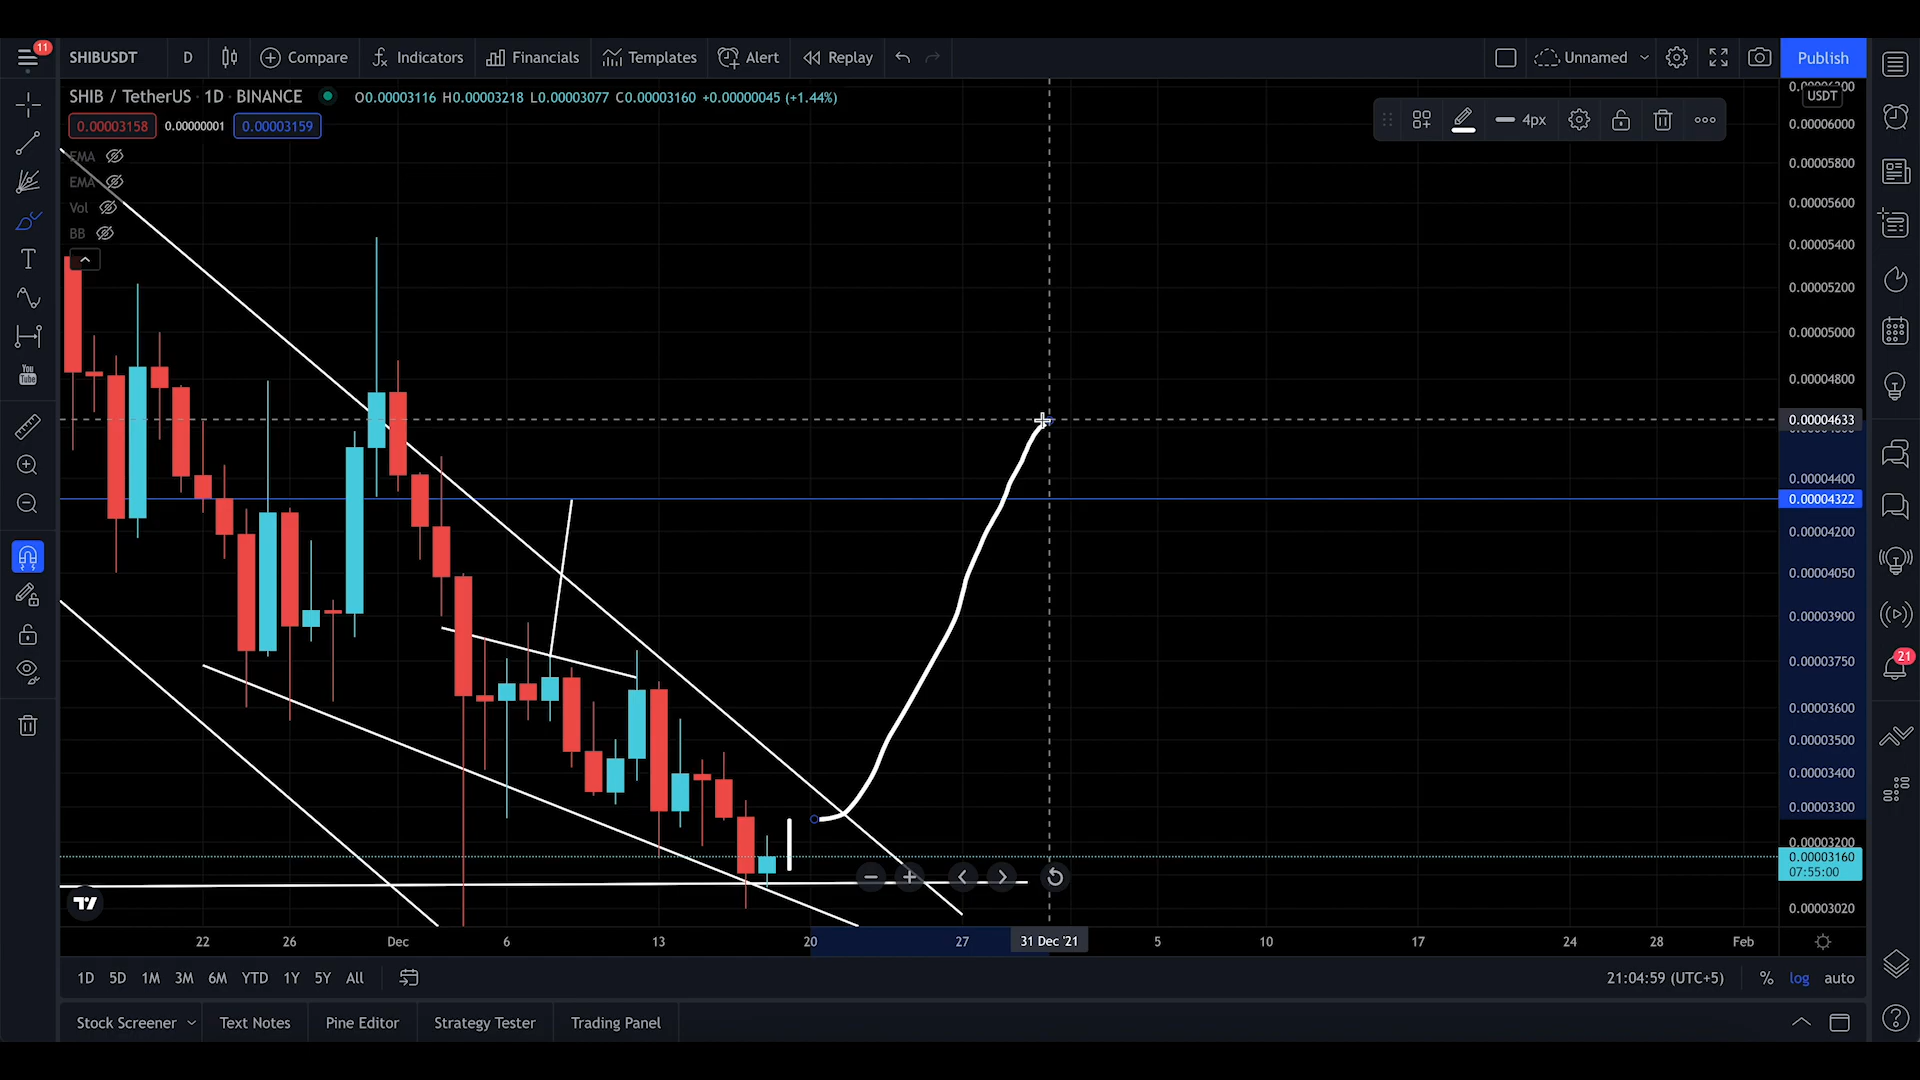 11
SHIBUSDT D Compare Indicators Financials Templates Alert Replay Unnamed Publish
SHIB / TetherUS · 1D · BINANCE O0.00003116 H0.00003218 L0.00003077 C0.00003160 +0.00000045 (+1.44%)
USDT
0.00003158 0.00000001 0.00003159
4px
EMA
EMA
Vol
BB
You
Tube
0.00006000
0.00005800
0.00005600
0.00005400
0.00005200
0.00005000
0.00004800
0.00004633
0.00004400
0.00004322
0.00004200
0.00004050
0.00003900
0.00003750
0.00003600
0.00003500
0.00003400
0.00003300
0.00003200
0.00003160
07:55:00
0.00003020
21
22 26 Dec 6 13 20 27 31 Dec '21 5 10 17 24 28 Feb
1D 5D 1M 3M 6M YTD 1Y 5Y All 21:04:59 (UTC+5) % log auto
Stock Screener Text Notes Pine Editor Strategy Tester Trading Panel